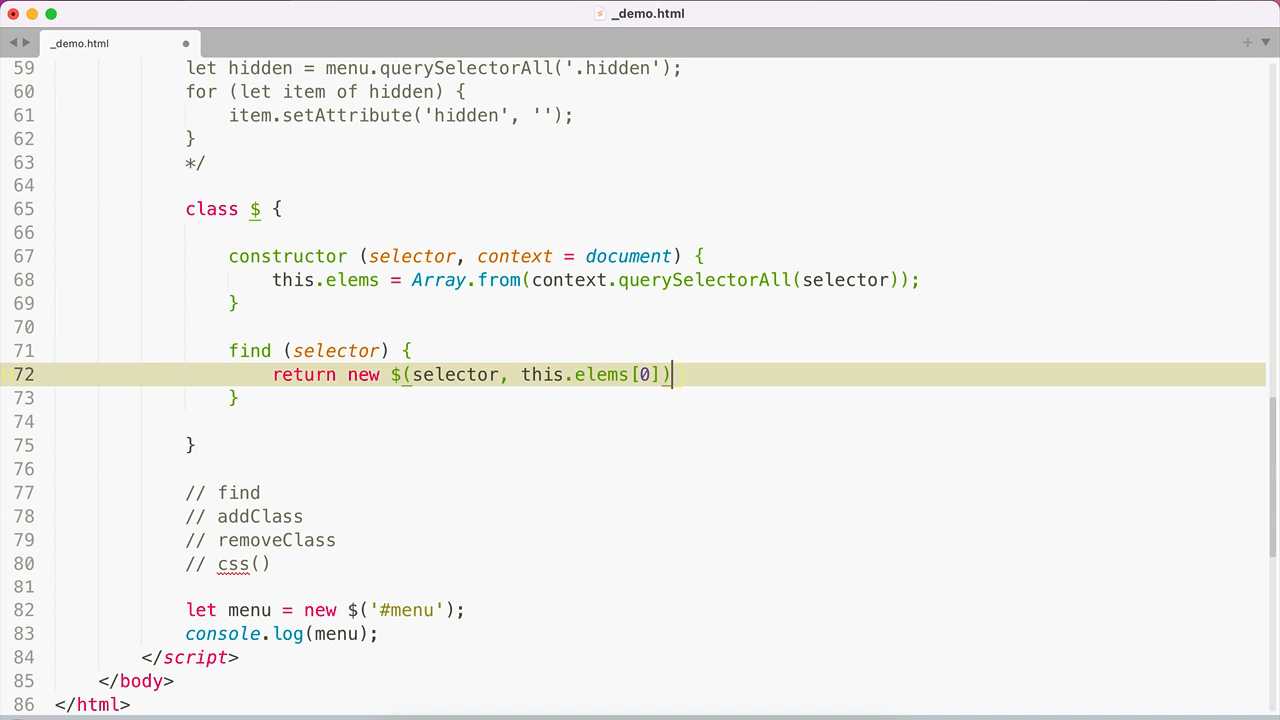 _demo.html
_demo.html
59 let hidden = menu.querySelectorAll('.hidden');
60 for (let item of hidden) {
61 item.setAttribute('hidden', '');
62 }
63 */
64
65 class $ {
66
67 constructor (selector, context = document) {
68 this.elems = Array.from(context.querySelectorAll(selector));
69 }
70
71 find (selector) {
72 return new $(selector, this.elems[0])
73 }
74
75 }
76
77 // find
78 // addClass
79 // removeClass
80 // css()
81
82 let menu = new $('#menu');
83 console.log(menu);
84 </script>
85 </body>
86 </html>